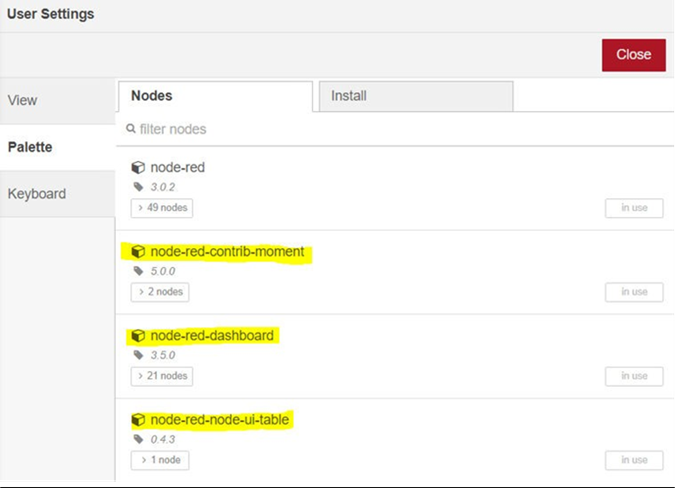 User Settings
Close
View
Palette
Keyboard
Nodes
Install
filter nodes
node-red
3.0.2
> 49 nodes
in use
node-red-contrib-moment
5.0.0
> 2 nodes
in use
node-red-dashboard
3.5.0
> 21 nodes
in use
node-red-node-ui-table
0.4.3
> 1 node
in use